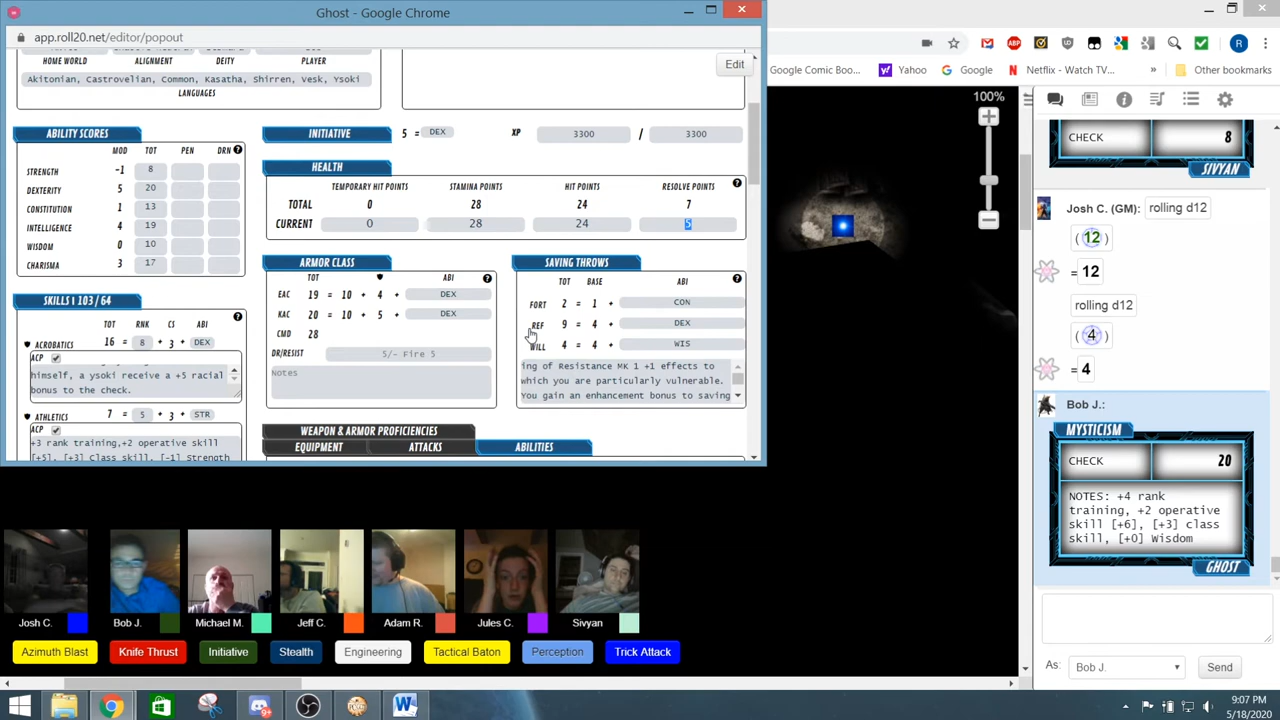 Ghost - Google Chrome
app.roll20.net/editor/popout
HOME WORLD ALIGNMENT DEITY PLAYER
Edit
Akitonian, Castrovelian, Common, Kasatha, Shirren, Vesk, Ysoki
LANGUAGES
ABILITY SCORES
MOD TOT PEN DRN
STRENGTH -1 8
DEXTERITY 5 20
CONSTITUTION 1 13
INTELLIGENCE 4 19
WISDOM 0 10
CHARISMA 3 17
INITIATIVE 5 = DEX XP 3300 / 3300
HEALTH
TEMPORARY HIT POINTS STAMINA POINTS HIT POINTS RESOLVE POINTS
TOTAL 0 28 24 7
CURRENT 0 28 24 5
ARMOR CLASS
TOT ABI
EAC 19 = 10 + 4 + DEX
KAC 20 = 10 + 5 + DEX
CMD 28
DR/RESIST 5/- Fire 5
Notes
SAVING THROWS
TOT BASE ABI
FORT 2 = 1 + CON
REF 9 = 4 + DEX
WILL 4 = 4 + WIS
ing of Resistance MK 1 +1 effects to
which you are particularly vulnerable.
You gain an enhancement bonus to saving
SKILLS | 103 / 64
TOT RNK CS ABI
ACROBATICS 16 = 8 + 3 + DEX
ACP
himself, a ysoki receive a +5 racial
bonus to the check.
ATHLETICS 7 = 5 + 3 + STR
ACP
+3 rank training,+2 operative skill
[+5], [+3] Class skill, [-1] Strength
WEAPON & ARMOR PROFICIENCIES
EQUIPMENT ATTACKS ABILITIES
Google Comic Boo... Yahoo Google Netflix - Watch TV... » Other bookmarks
100%
CHECK 8
SIVYAN
Josh C. (GM): rolling d12
(12)
= 12
rolling d12
(4)
= 4
Bob J.:
MYSTICISM
CHECK 20
NOTES: +4 rank
training, +2 operative
skill [+6], [+3] class
skill, [+0] Wisdom
GHOST
As: Bob J. Send
Josh C. Bob J. Michael M. Jeff C. Adam R. Jules C. Sivyan
Azimuth Blast Knife Thrust Initiative Stealth Engineering Tactical Baton Perception Trick Attack
9:07 PM
5/18/2020